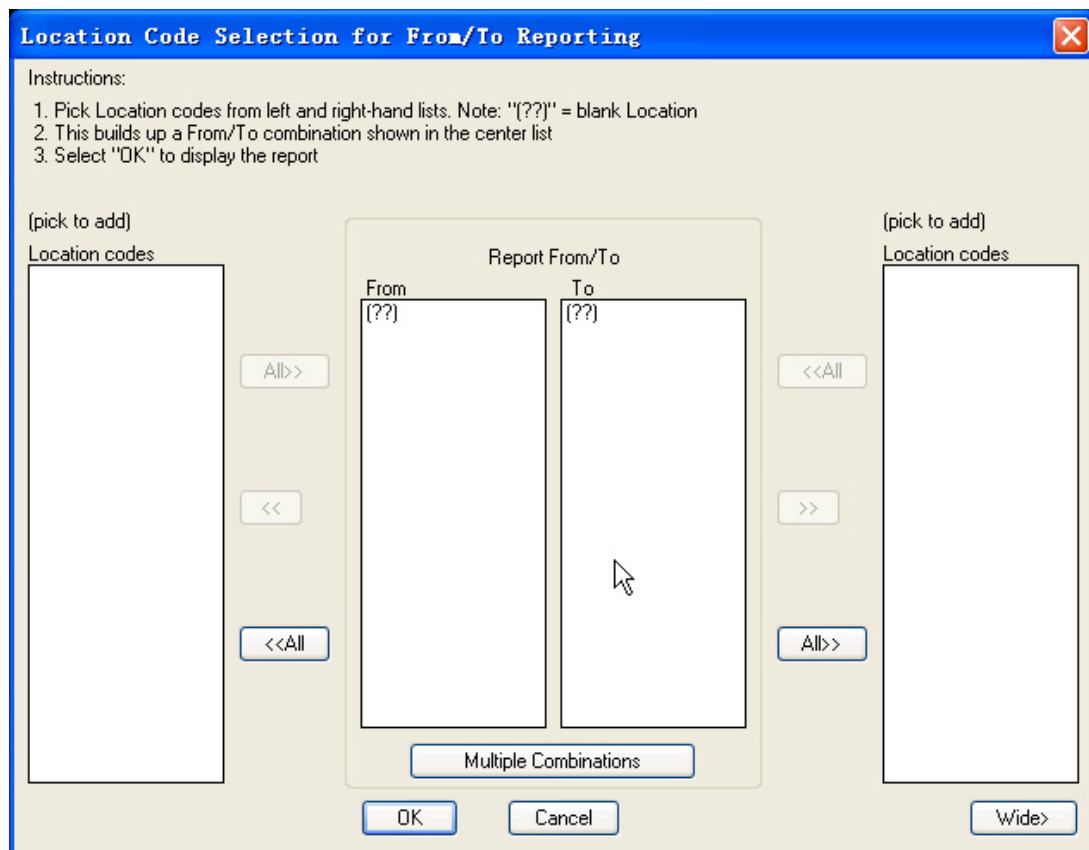 Location Code Selection for From/To Reporting
Instructions:
1. Pick Location codes from left and right-hand lists. Note: "(??)" = blank Location
2. This builds up a From/To combination shown in the center list
3. Select "OK" to display the report
(pick to add)
Location codes
(pick to add)
Location codes
Report From/To
From
To
(??)
(??)
All>>
<<All
<<
>>
<<All
All>>
Multiple Combinations
OK
Cancel
Wide>